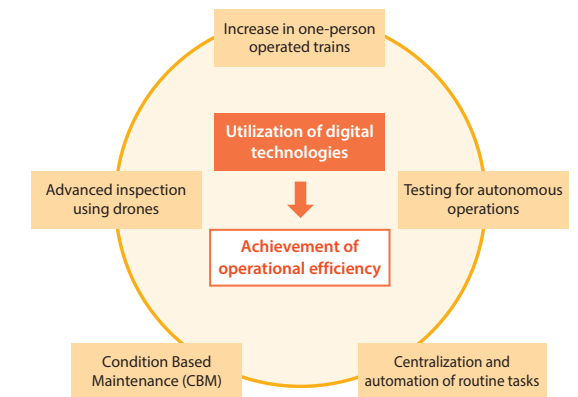 Increase in one-person
operated trains
Utilization of digital
technologies
Advanced inspection
using drones
Testing for autonomous
operations
Achievement of
operational efficiency
Condition Based
Maintenance (CBM)
Centralization and
automation of routine tasks